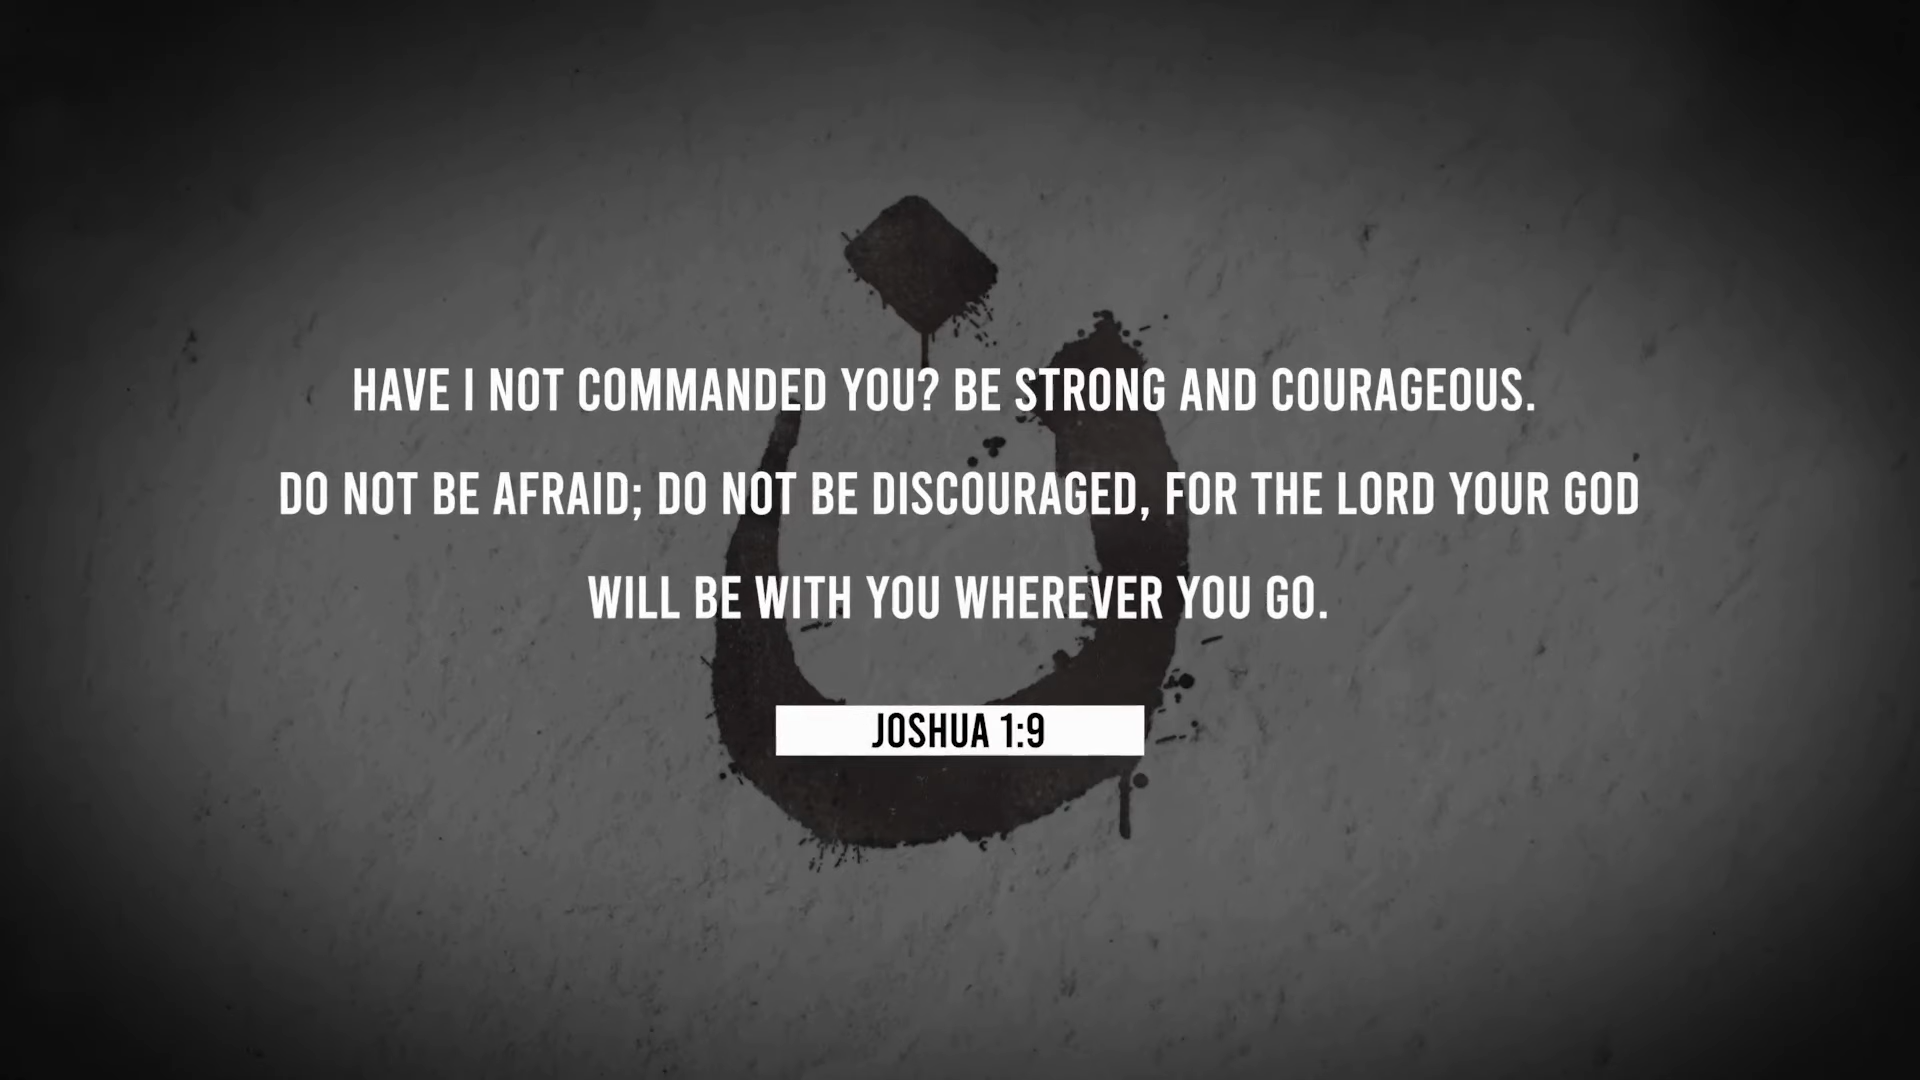 HAVE I NOT COMMANDED YOU? BE STRONG AND COURAGEOUS.
DO NOT BE AFRAID; DO NOT BE DISCOURAGED, FOR THE LORD YOUR GOD
WILL BE WITH YOU WHEREVER YOU GO.
JOSHUA 1:9
ن